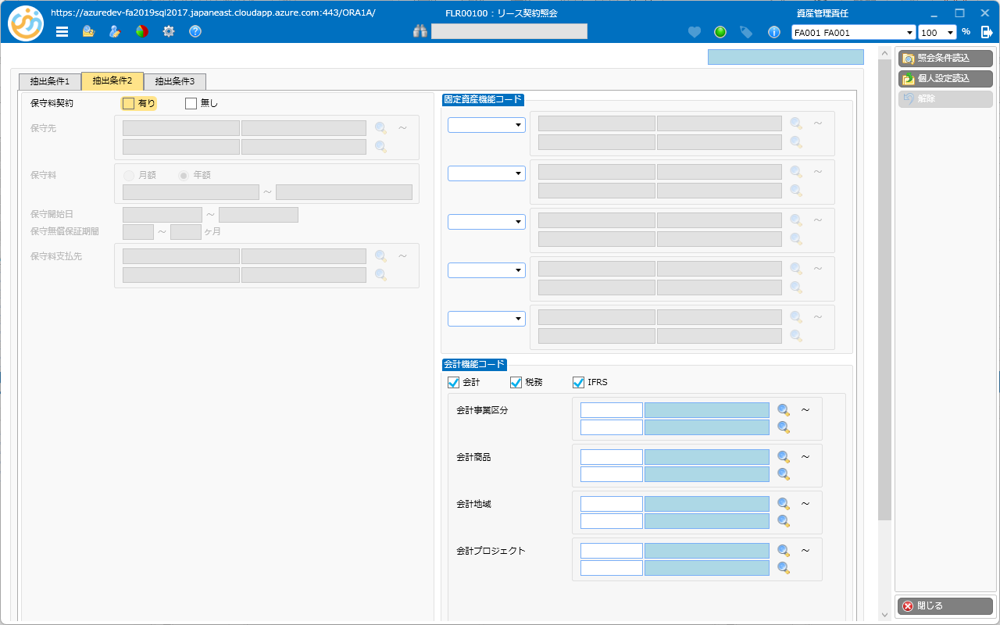 https://azuredev-fa2019sql2017.japaneast.cloudapp.azure.com:443/ORA1A/
FLR00100：リース契約照会
資産管理責任
FA001 FA001
100
%
照会条件読込
個人設定読込
解除
抽出条件1
抽出条件2
抽出条件3
保守料契約
有り
無し
保守先
～
保守料
月額
年額
～
保守開始日
～
保守無償保証期間
～
ヶ月
保守料支払先
～
固定資産機能コード
～
～
～
～
～
会計機能コード
会計
税務
IFRS
会計事業区分
～
会計商品
～
会計地域
～
会計プロジェクト
～
閉じる